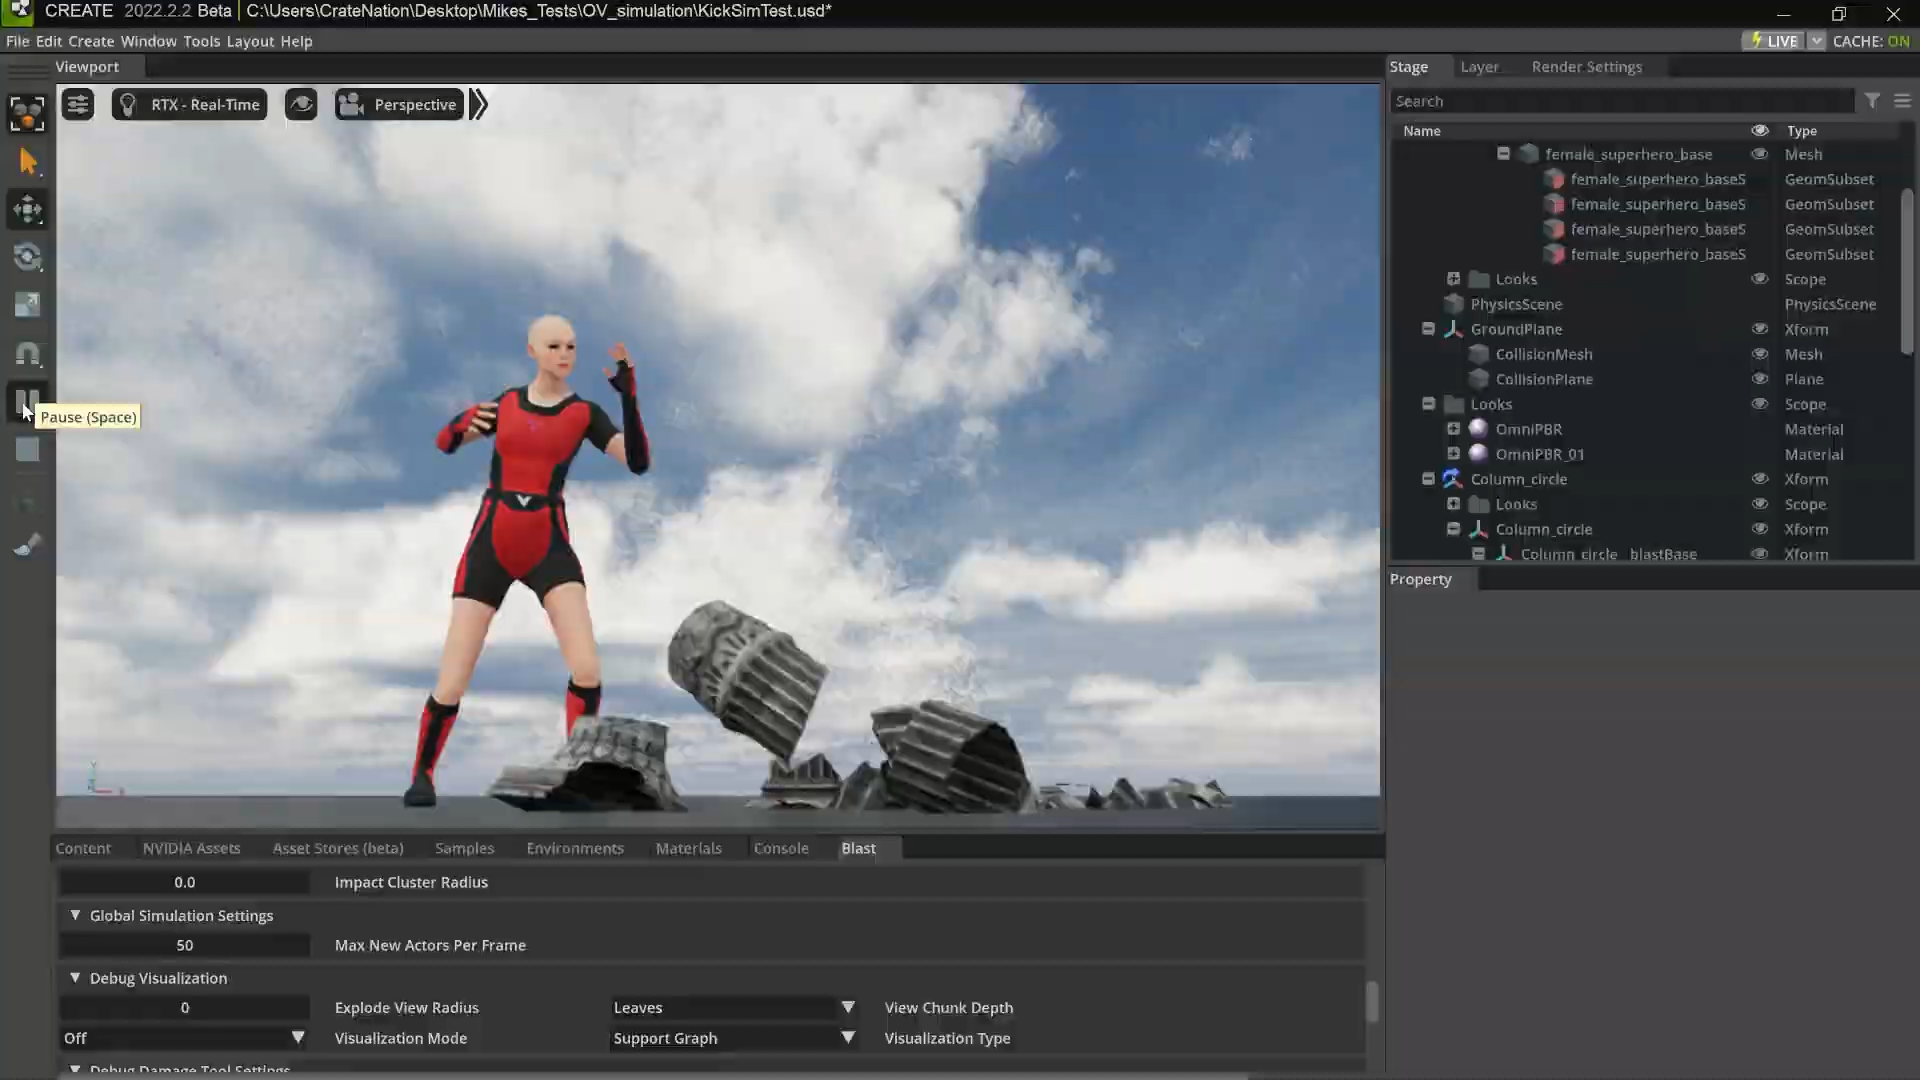 CREATE 2022.2.2 Beta | C:\Users\CrateNation\Desktop\Mikes_Tests\OV_simulation\KickSimTest.usd*
File Edit Create Window Tools Layout Help
LIVE CACHE: ON
Viewport
Stage Layer Render Settings
RTX - Real-Time Perspective
Search
Name Type
female_superhero_base Mesh
female_superhero_baseS GeomSubset
female_superhero_baseS GeomSubset
female_superhero_baseS GeomSubset
female_superhero_baseS GeomSubset
Looks Scope
PhysicsScene PhysicsScene
GroundPlane Xform
CollisionMesh Mesh
CollisionPlane Plane
Looks Scope
OmniPBR Material
OmniPBR_01 Material
Column_circle Xform
Looks Scope
Column_circle Xform
Column_circle__blastBase Xform
Pause (Space)
Property
Content NVIDIA Assets Asset Stores (beta) Samples Environments Materials Console Blast
0.0 Impact Cluster Radius
Global Simulation Settings
50 Max New Actors Per Frame
Debug Visualization
0 Explode View Radius Leaves View Chunk Depth
Off Visualization Mode Support Graph Visualization Type
Debug Damage Tool Settings